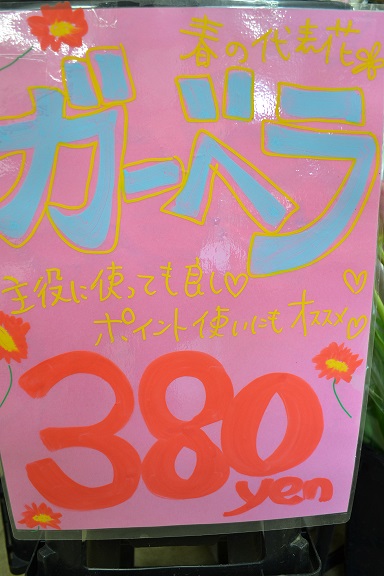 春の代表花
ガーベラ
主役に使っても良し♡
ポイント使いにもオススメ♡
380
yen